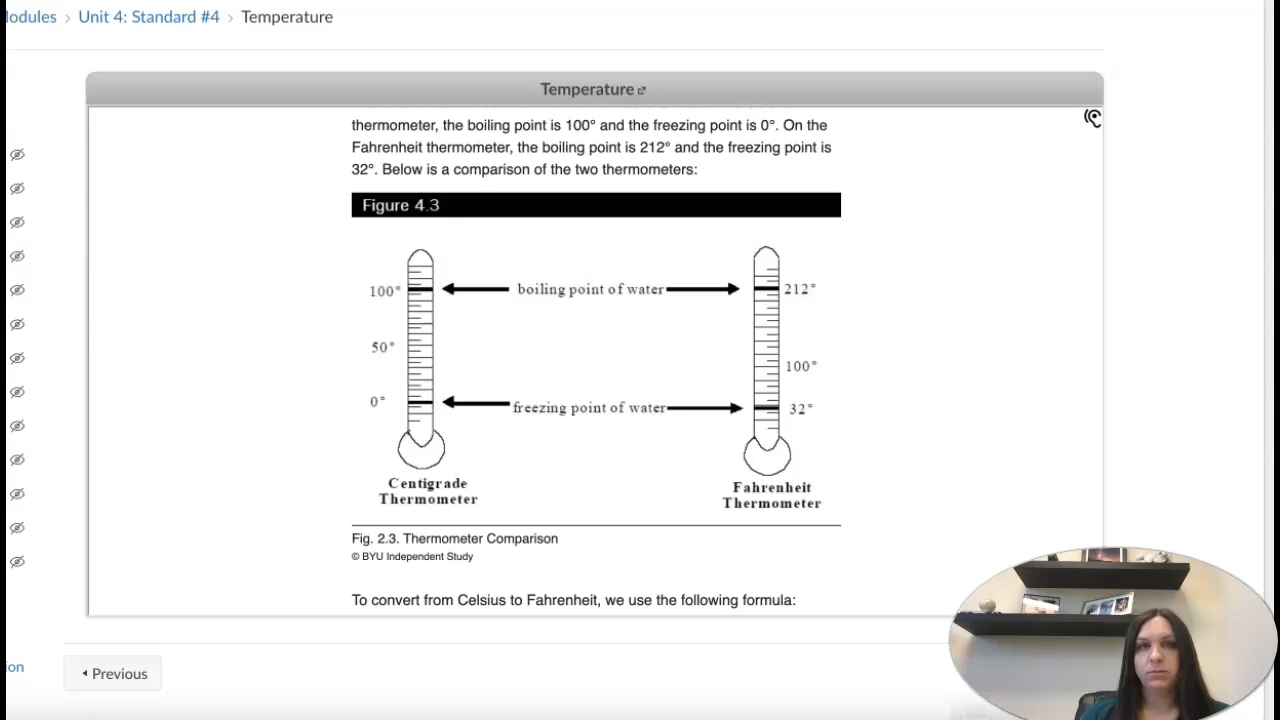 Modules > Unit 4: Standard #4 > Temperature
Temperature
thermometer, the boiling point is 100° and the freezing point is 0°. On the
Fahrenheit thermometer, the boiling point is 212° and the freezing point is
32°. Below is a comparison of the two thermometers:
Figure 4.3
100° boiling point of water 212°
50°
100°
0° freezing point of water 32°
Centigrade
Thermometer
Fahrenheit
Thermometer
Fig. 2.3. Thermometer Comparison
© BYU Independent Study
To convert from Celsius to Fahrenheit, we use the following formula:
ion
Previous